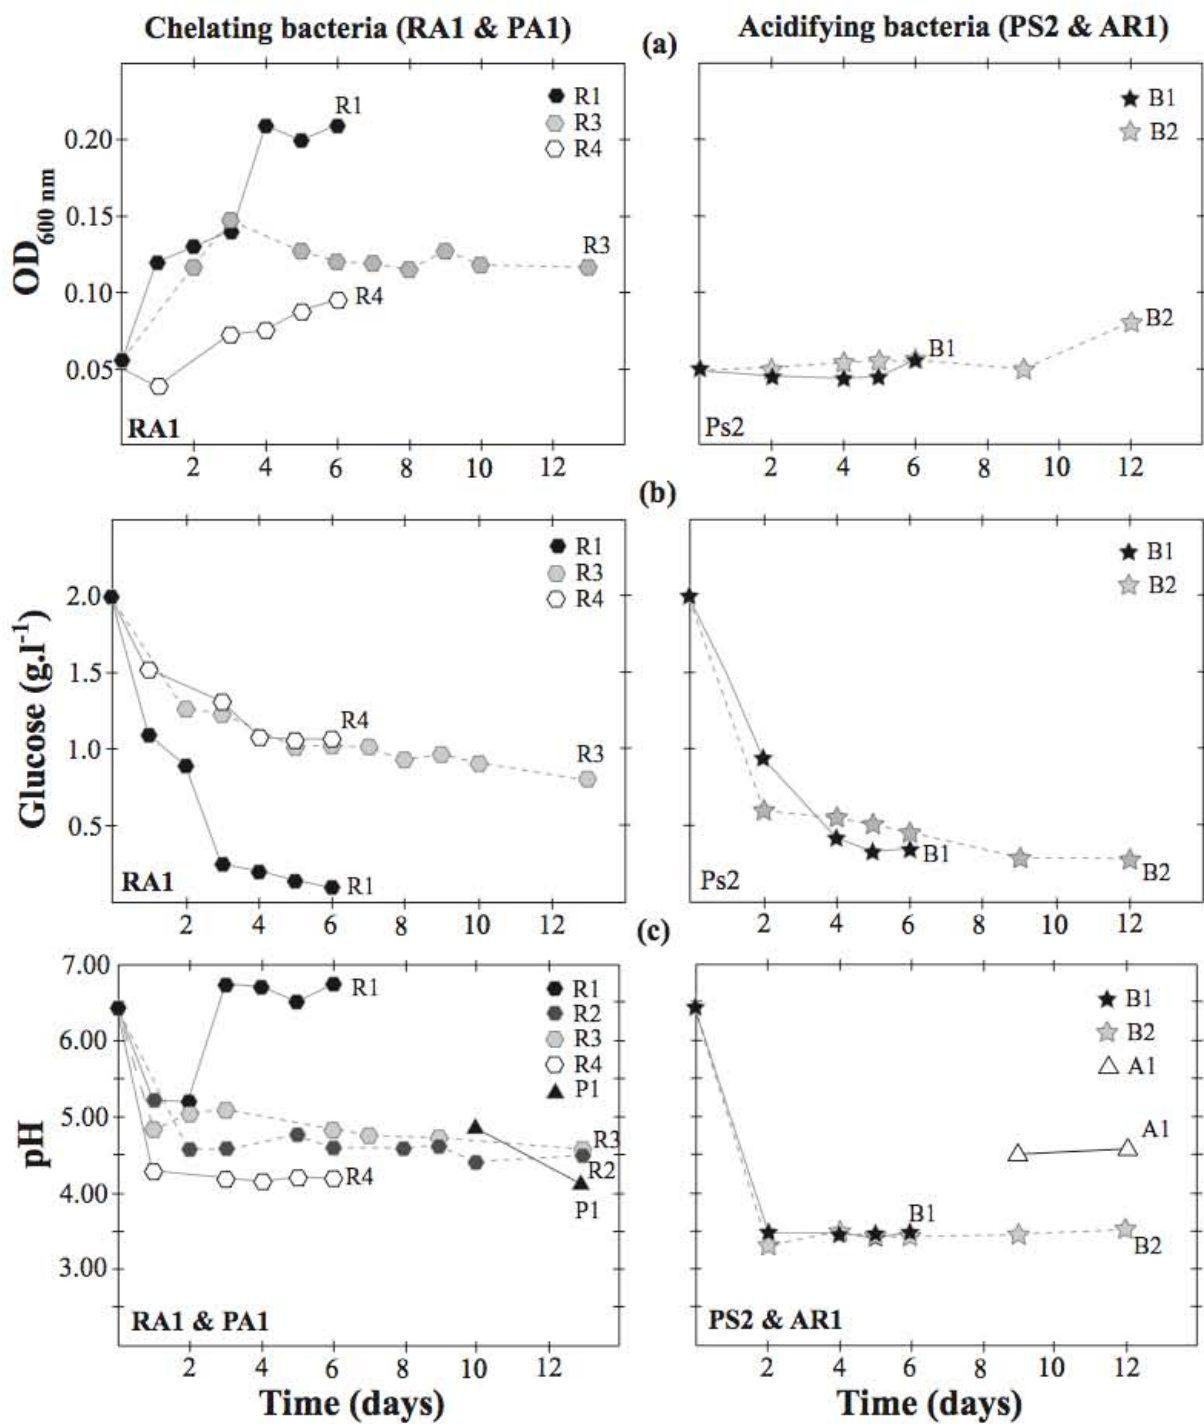 Chelating bacteria (RA1 & PA1)
Acidifying bacteria (PS2 & AR1)
(a)
OD600 nm
0.20
0.15
0.10
0.05
R1
R3
R4
R1
R3
R4
RA1
2 4 6 8 10 12
B1
B2
B1
B2
Ps2
2 4 6 8 10 12
(b)
Glucose (g.l-1)
2.0
1.5
1.0
0.5
R1
R3
R4
R4
R3
R1
RA1
2 4 6 8 10 12
B1
B2
B1
B2
Ps2
2 4 6 8 10 12
(c)
pH
7.00
6.00
5.00
4.00
3.00
R1
R2
R3
R4
P1
R1
R3
R2
R4
P1
RA1 & PA1
2 4 6 8 10 12
Time (days)
B1
B2
A1
A1
B1
B2
PS2 & AR1
2 4 6 8 10 12
Time (days)